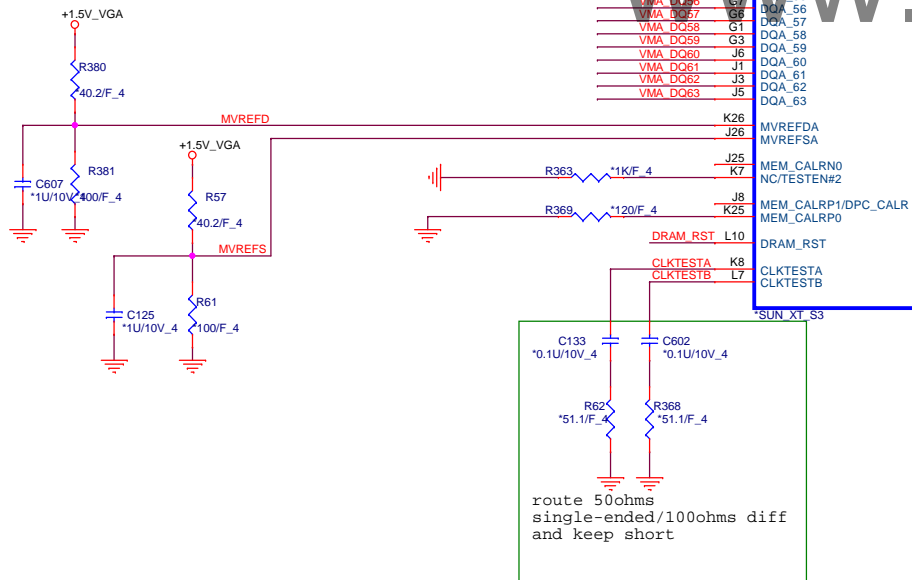 VMA_DQ56 G7 DQA_56
VMA_DQ57 G6 DQA_57
VMA_DQ58 G1 DQA_58
VMA_DQ59 G3 DQA_59
VMA_DQ60 J6 DQA_60
VMA_DQ61 J1 DQA_61
VMA_DQ62 J3 DQA_62
VMA_DQ63 J5 DQA_63
+1.5V_VGA
R380
*40.2/F_4
MVREFD K26 MVREFDA
J26 MVREFSA
+1.5V_VGA
C607
*1U/10V_4
R381
*100/F_4
R57
*40.2/F_4
MVREFS
C125
*1U/10V_4
R61
*100/F_4
J25 MEM_CALRN0
R363 *1K/F_4 K7 NC/TESTEN#2
J8 MEM_CALRP1/DPC_CALR
R369 *120/F_4 K25 MEM_CALRP0
DRAM_RST L10 DRAM_RST
CLKTESTA K8 CLKTESTA
CLKTESTB L7 CLKTESTB
*SUN_XT_S3
C133
*0.1U/10V_4
C602
*0.1U/10V_4
R62
*51.1/F_4
R368
*51.1/F_4
route 50ohms
single-ended/100ohms diff
and keep short